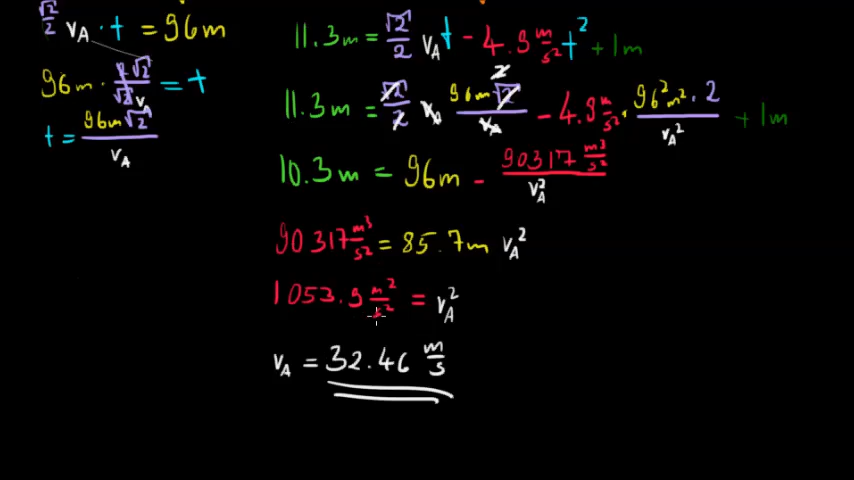 √2/2 v_A · t = 96m
96m · 2√2/(√2 v_A) = t
t = 96m√2/v_A
11.3m = √2/2 v_A t - 4.9 m/s² t² + 1m
11.3m = √2/2 v_A 96m√2/v_A - 4.9 m/s² · 96² m² · 2/v_A² + 1m
10.3m = 96m - 90317 m³/s²/v_A²
90317 m³/s² = 85.7m v_A²
1053.9 m²/s² = v_A²
v_A = 32.46 m/s